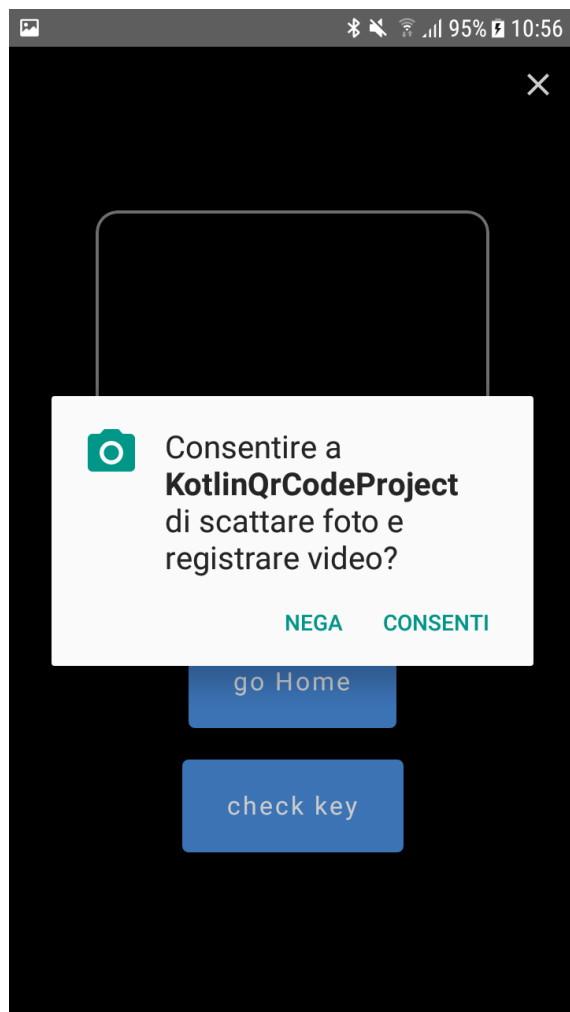 95% 10:56
Consentire a
KotlinQrCodeProject
di scattare foto e
registrare video?
NEGA CONSENTI
go Home
check key